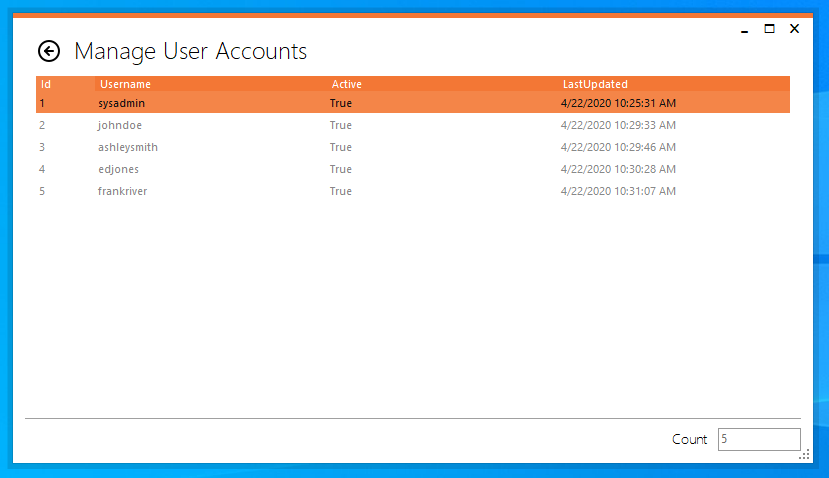 Manage User Accounts
Id Username Active LastUpdated
1 sysadmin True 4/22/2020 10:25:31 AM
2 johndoe True 4/22/2020 10:29:33 AM
3 ashleysmith True 4/22/2020 10:29:46 AM
4 edjones True 4/22/2020 10:30:28 AM
5 frankriver True 4/22/2020 10:31:07 AM
Count 5